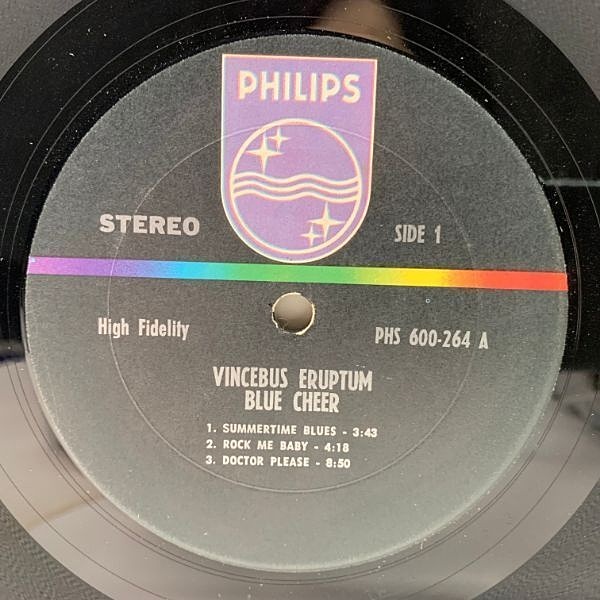 PHILIPS
STEREO
SIDE 1
High Fidelity
PHS 600-264 A
VINCEBUS ERUPTUM
BLUE CHEER
1. SUMMERTIME BLUES - 3:43
2. ROCK ME BABY - 4:18
3. DOCTOR PLEASE - 8:50